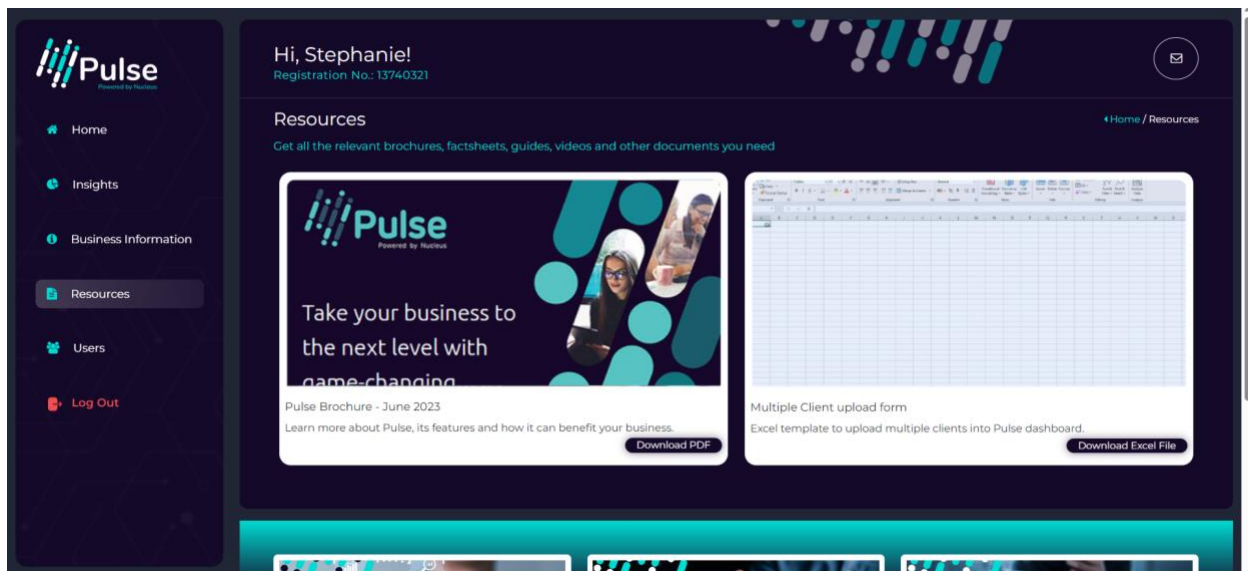 Pulse
Powered by Nucleus
Home
Insights
Business Information
Resources
Users
Log Out
Hi, Stephanie!
Registration No.: 13740321
Resources
Home / Resources
Get all the relevant brochures, factsheets, guides, videos and other documents you need
Pulse
Powered by Nucleus
Take your business to
the next level with
game-changing
Pulse Brochure - June 2023
Learn more about Pulse, its features and how it can benefit your business.
Download PDF
Multiple Client upload form
Excel template to upload multiple clients into Pulse dashboard.
Download Excel File